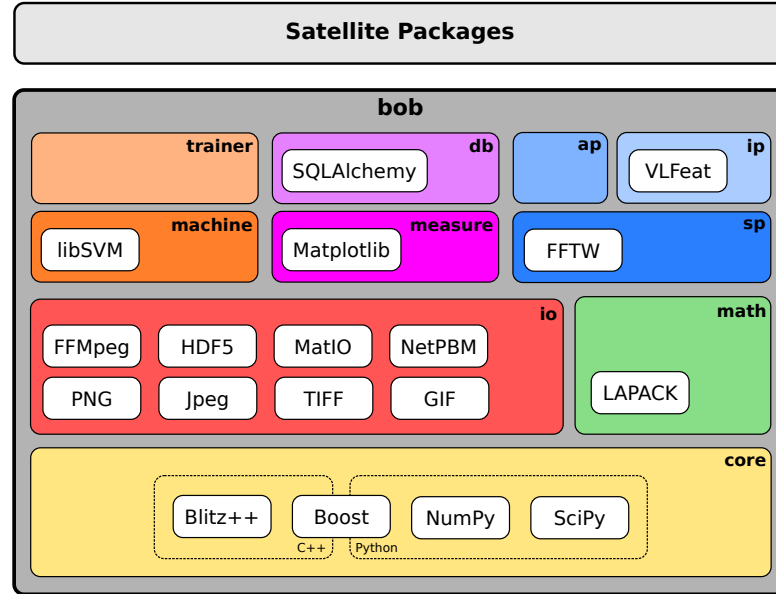 Satellite Packages
bob
trainer
db
ap
ip
SQLAlchemy
VLFeat
machine
measure
sp
libSVM
Matplotlib
FFTW
io
math
FFMpeg
HDF5
MatIO
NetPBM
PNG
Jpeg
TIFF
GIF
LAPACK
core
Blitz++
Boost
NumPy
SciPy
C++
Python